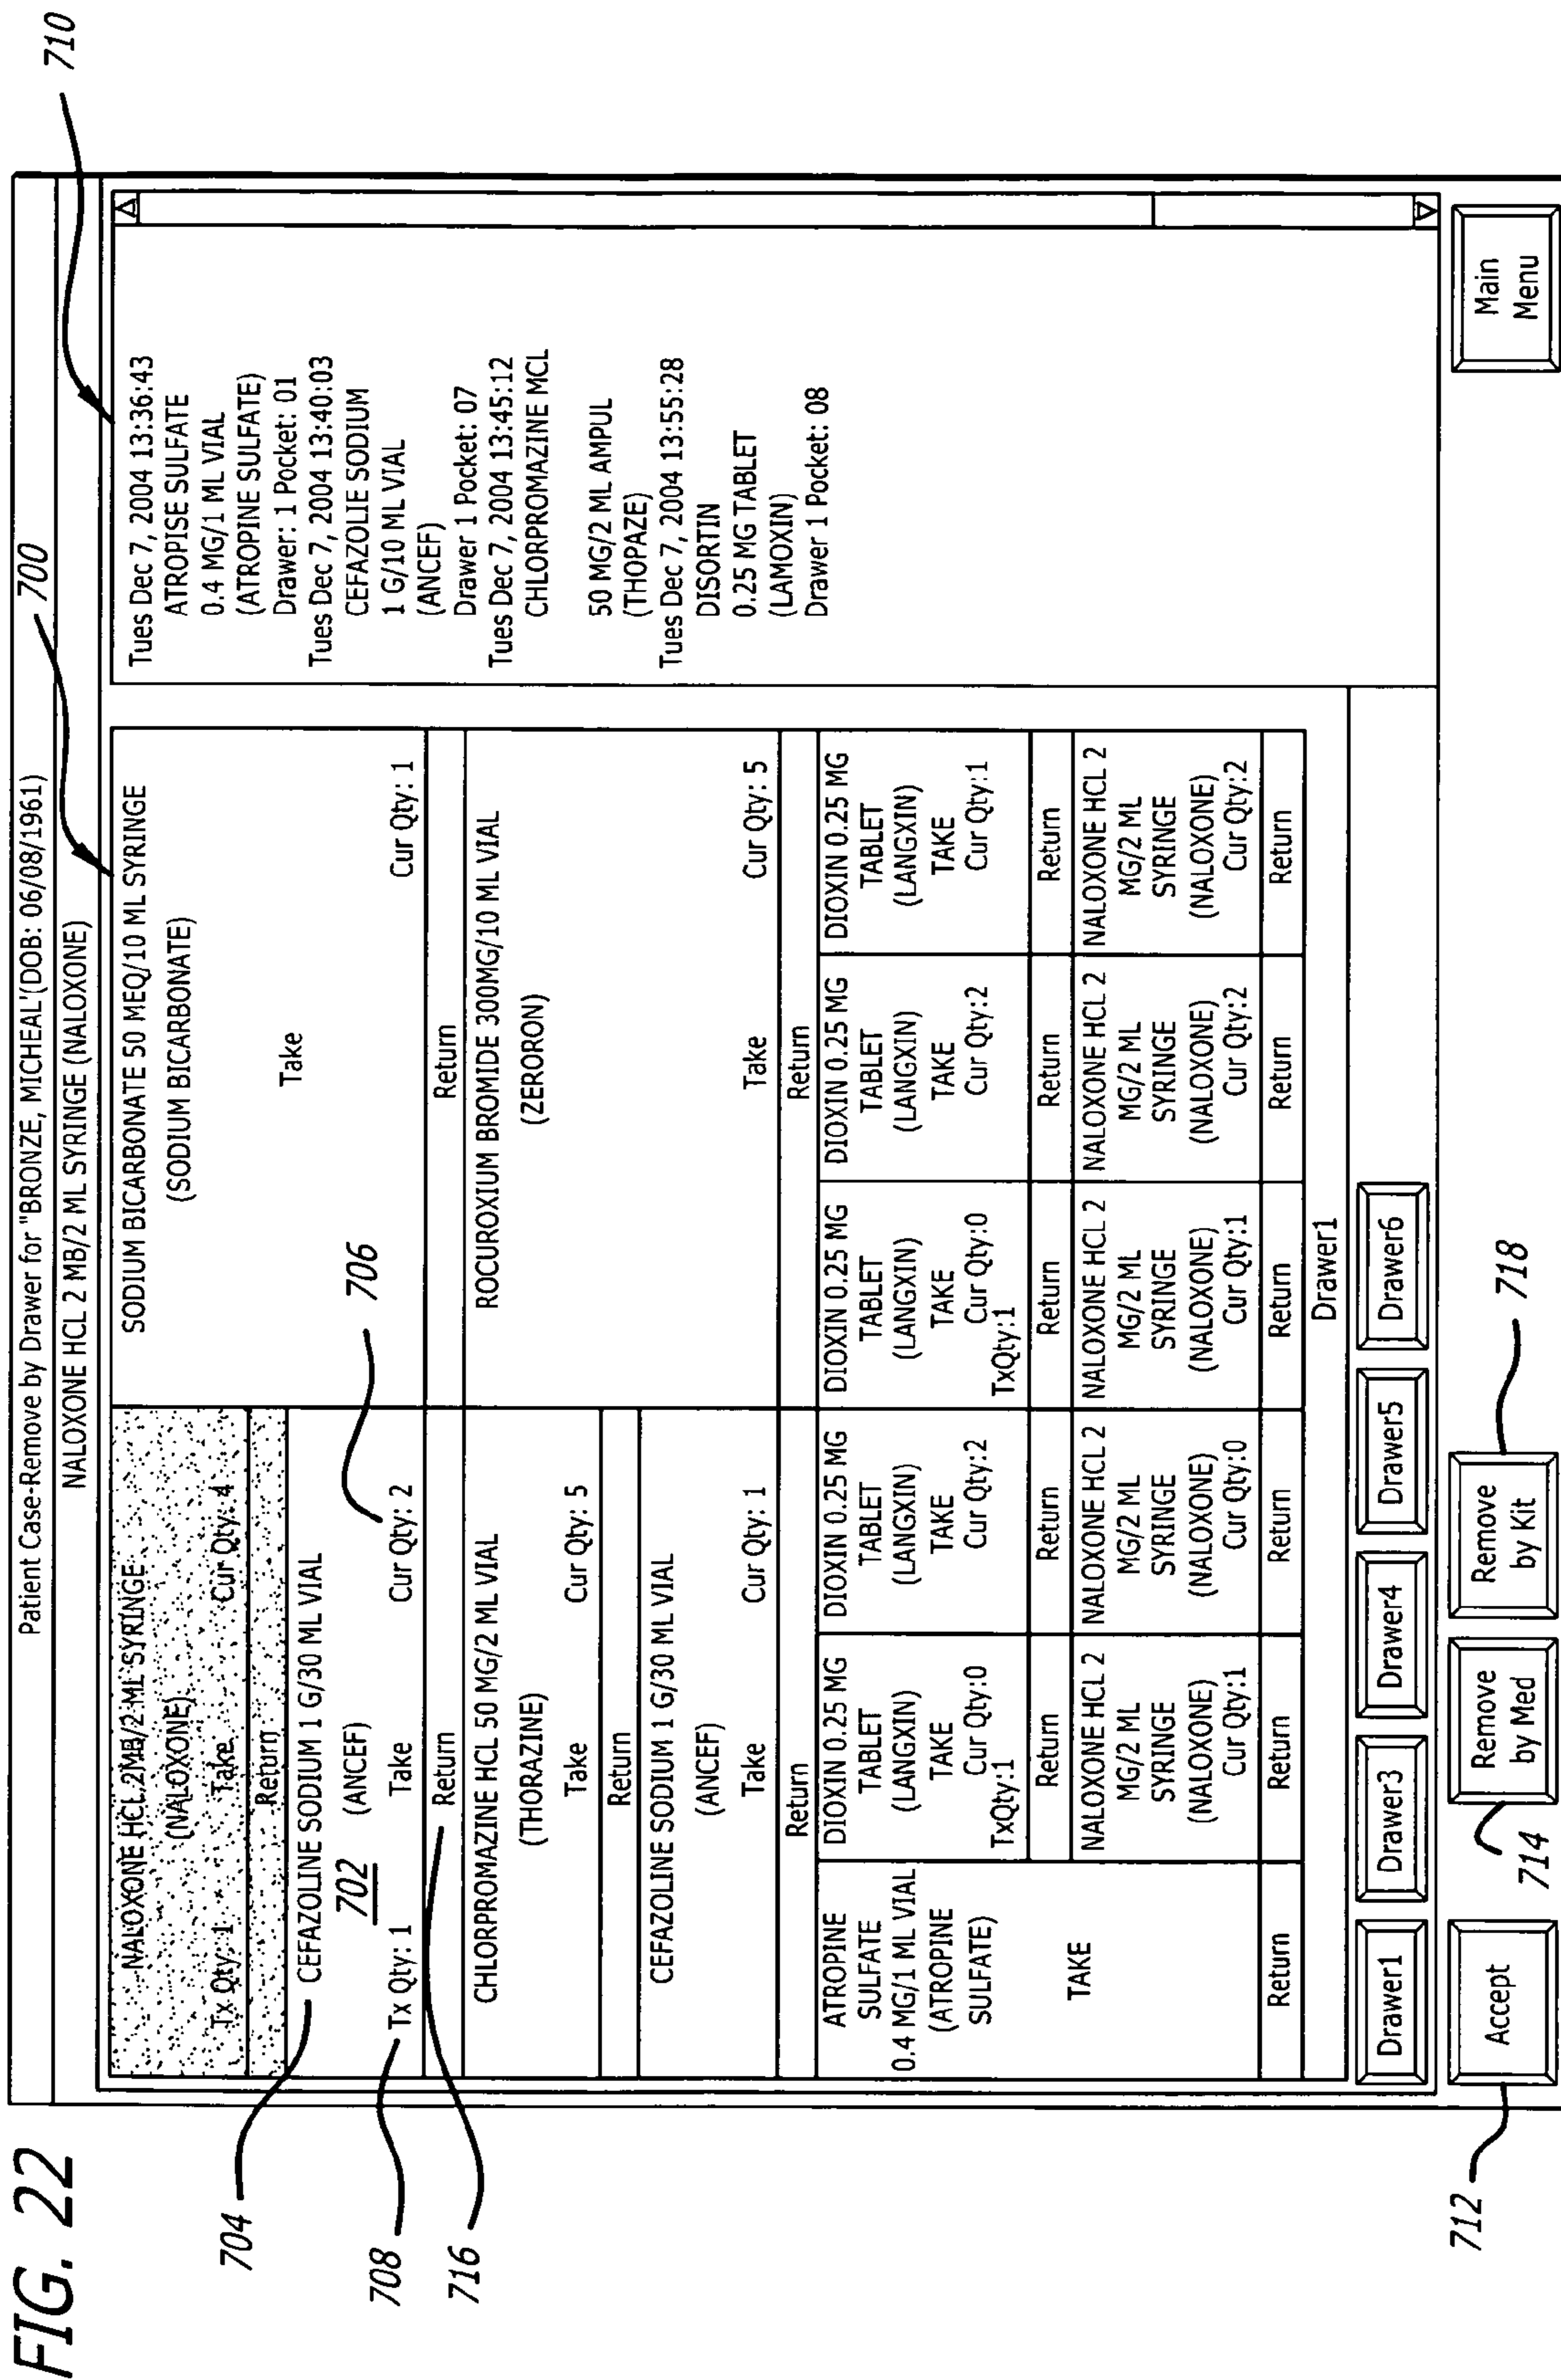 FIG. 22
Patient Case-Remove by Drawer for "BRONZE, MICHEAL'(DOB: 06/08/1961)
700
710
NALOXONE HCL 2 MB/2 ML SYRINGE (NALOXONE)
NALOXONE HCL.2MB/2 ML SYRINGE
(NALOXONE)
Tx Qty: 1
Take
Cur Qty: 4
Return
704
CEFAZOLINE SODIUM 1 G/30 ML VIAL
702
(ANCEF)
706
708
Tx Qty: 1
Take
Cur Qty: 2
716
Return
CHLORPROMAZINE HCL 50 MG/2 ML VIAL
(THORAZINE)
Take
Cur Qty: 5
Return
CEFAZOLINE SODIUM 1 G/30 ML VIAL
(ANCEF)
Take
Cur Qty: 1
Return
SODIUM BICARBONATE 50 MEQ/10 ML SYRINGE
(SODIUM BICARBONATE)
Take
Cur Qty: 1
Return
ROCUROXIUM BROMIDE 300MG/10 ML VIAL
(ZERORON)
Take
Cur Qty: 5
Return
ATROPINE
SULFATE
0.4 MG/1 ML VIAL
(ATROPINE
SULFATE)
TAKE
Return
DIOXIN 0.25 MG
TABLET
(LANGXIN)
TAKE
Cur Qty:0
TxQty:1
Return
DIOXIN 0.25 MG
TABLET
(LANGXIN)
TAKE
Cur Qty:2
Return
DIOXIN 0.25 MG
TABLET
(LANGXIN)
TAKE
Cur Qty:0
TxQty:1
Return
DIOXIN 0.25 MG
TABLET
(LANGXIN)
TAKE
Cur Qty:2
Return
DIOXIN 0.25 MG
TABLET
(LANGXIN)
TAKE
Cur Qty:1
Return
NALOXONE HCL 2
MG/2 ML
SYRINGE
(NALOXONE)
Cur Qty:1
Return
NALOXONE HCL 2
MG/2 ML
SYRINGE
(NALOXONE)
Cur Qty:0
Return
NALOXONE HCL 2
MG/2 ML
SYRINGE
(NALOXONE)
Cur Qty:1
Return
NALOXONE HCL 2
MG/2 ML
SYRINGE
(NALOXONE)
Cur Qty:2
Return
NALOXONE HCL 2
MG/2 ML
SYRINGE
(NALOXONE)
Cur Qty:2
Return
Drawer1
Tues Dec 7, 2004 13:36:43
ATROPISE SULFATE
0.4 MG/1 ML VIAL
(ATROPINE SULFATE)
Drawer: 1 Pocket: 01
Tues Dec 7, 2004 13:40:03
CEFAZOLIE SODIUM
1 G/10 ML VIAL
(ANCEF)
Drawer 1 Pocket: 07
Tues Dec 7, 2004 13:45:12
CHLORPROMAZINE MCL
50 MG/2 ML AMPUL
(THOPAZE)
Tues Dec 7, 2004 13:55:28
DISORTIN
0.25 MG TABLET
(LAMOXIN)
Drawer 1 Pocket: 08
Drawer1
Drawer3
Drawer4
Drawer5
Drawer6
Accept
Remove
by Med
Remove
by Kit
Main
Menu
712
714
718